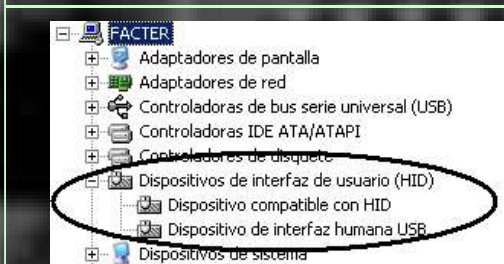 FACTER
Adaptadores de pantalla
Adaptadores de red
Controladoras de bus serie universal (USB)
Controladoras IDE ATA/ATAPI
Controladores de disquete
Dispositivos de interfaz de usuario (HID)
Dispositivo compatible con HID
Dispositivo de interfaz humana USB
Dispositivos de sistema